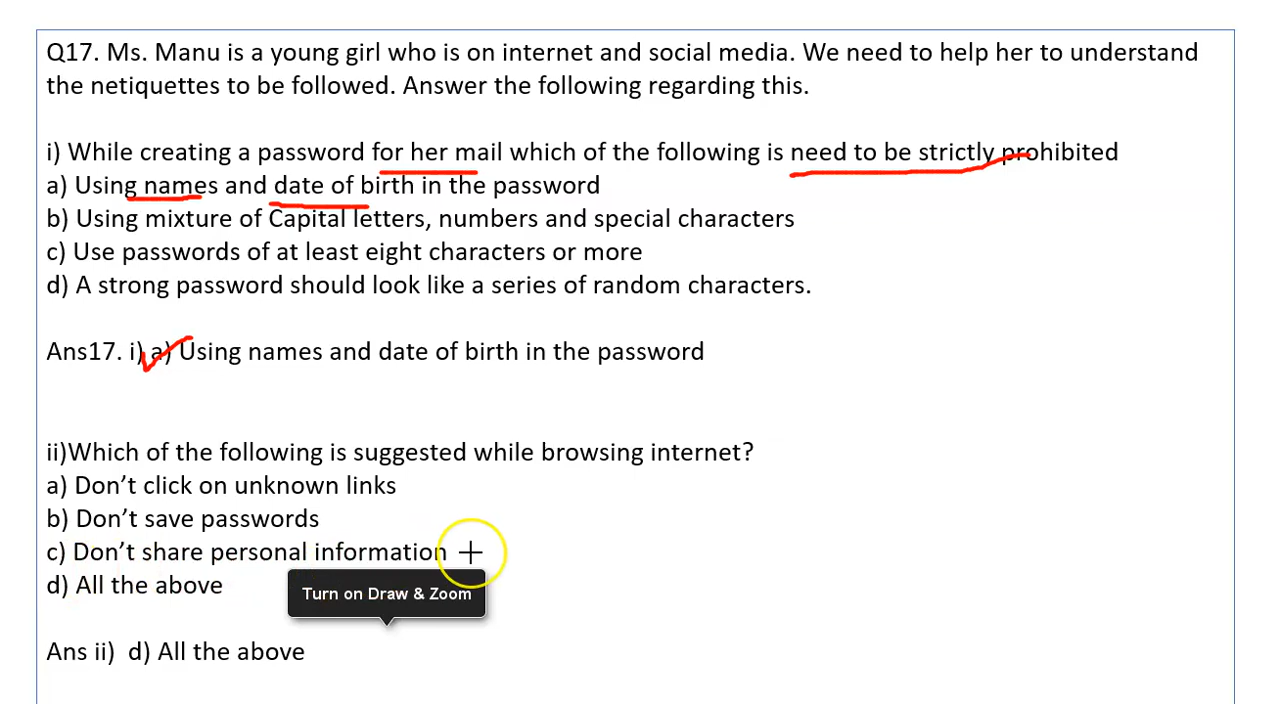 Q17. Ms. Manu is a young girl who is on internet and social media. We need to help her to understand
the netiquettes to be followed. Answer the following regarding this.
i) While creating a password for her mail which of the following is need to be strictly prohibited
a) Using names and date of birth in the password
b) Using mixture of Capital letters, numbers and special characters
c) Use passwords of at least eight characters or more
d) A strong password should look like a series of random characters.
Ans17. i) a) Using names and date of birth in the password
ii)Which of the following is suggested while browsing internet?
a) Don’t click on unknown links
b) Don’t save passwords
c) Don’t share personal information
d) All the above
Turn on Draw & Zoom
Ans ii)  d) All the above